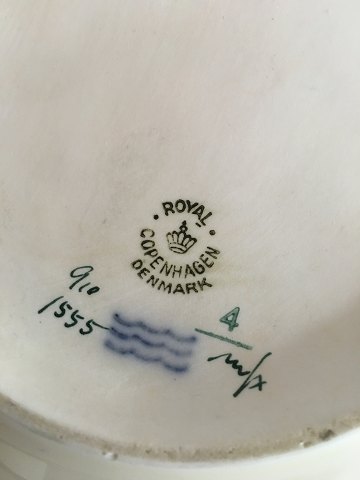 ROYAL
COPENHAGEN
DENMARK
910
1555
4